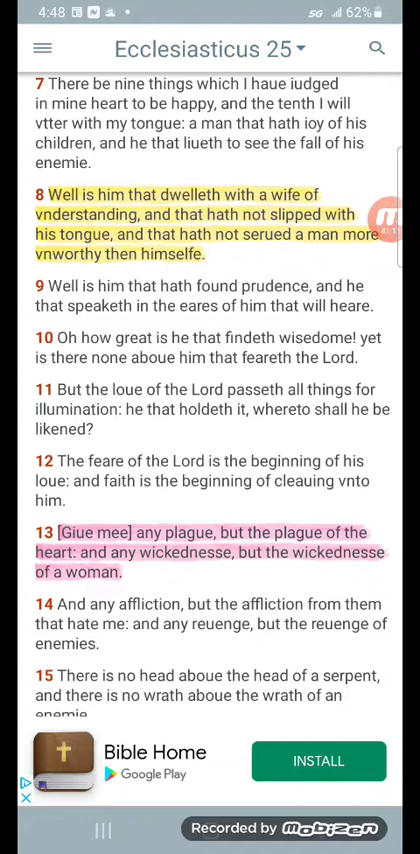 4:48 5G 62%
Ecclesiasticus 25
7 There be nine things which I haue iudged
in mine heart to be happy, and the tenth I will
vtter with my tongue: a man that hath ioy of his
children, and he that liueth to see the fall of his
enemie.
8 Well is him that dwelleth with a wife of
vnderstanding, and that hath not slipped with
his tongue, and that hath not serued a man more
vnworthy then himselfe.
41:11
9 Well is him that hath found prudence, and he
that speaketh in the eares of him that will heare.
10 Oh how great is he that findeth wisedome! yet
is there none aboue him that feareth the Lord.
11 But the loue of the Lord passeth all things for
illumination: he that holdeth it, whereto shall he be
likened?
12 The feare of the Lord is the beginning of his
loue: and faith is the beginning of cleauing vnto
him.
13 [Giue mee] any plague, but the plague of the
heart: and any wickednesse, but the wickednesse
of a woman.
14 And any affliction, but the affliction from them
that hate me: and any reuenge, but the reuenge of
enemies.
15 There is no head aboue the head of a serpent,
and there is no wrath aboue the wrath of an
enemie
Bible Home
Google Play
INSTALL
Recorded by mobizen